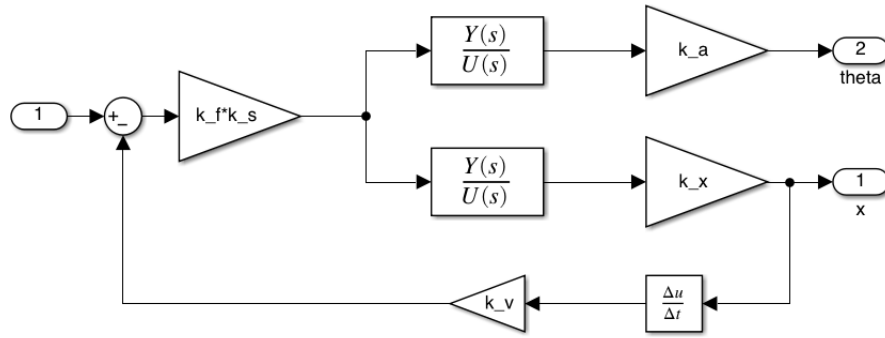 Y(s)
U(s)
k_a
2
theta
1
+_
k_f*k_s
Y(s)
U(s)
k_x
1
x
k_v
Δu
Δt